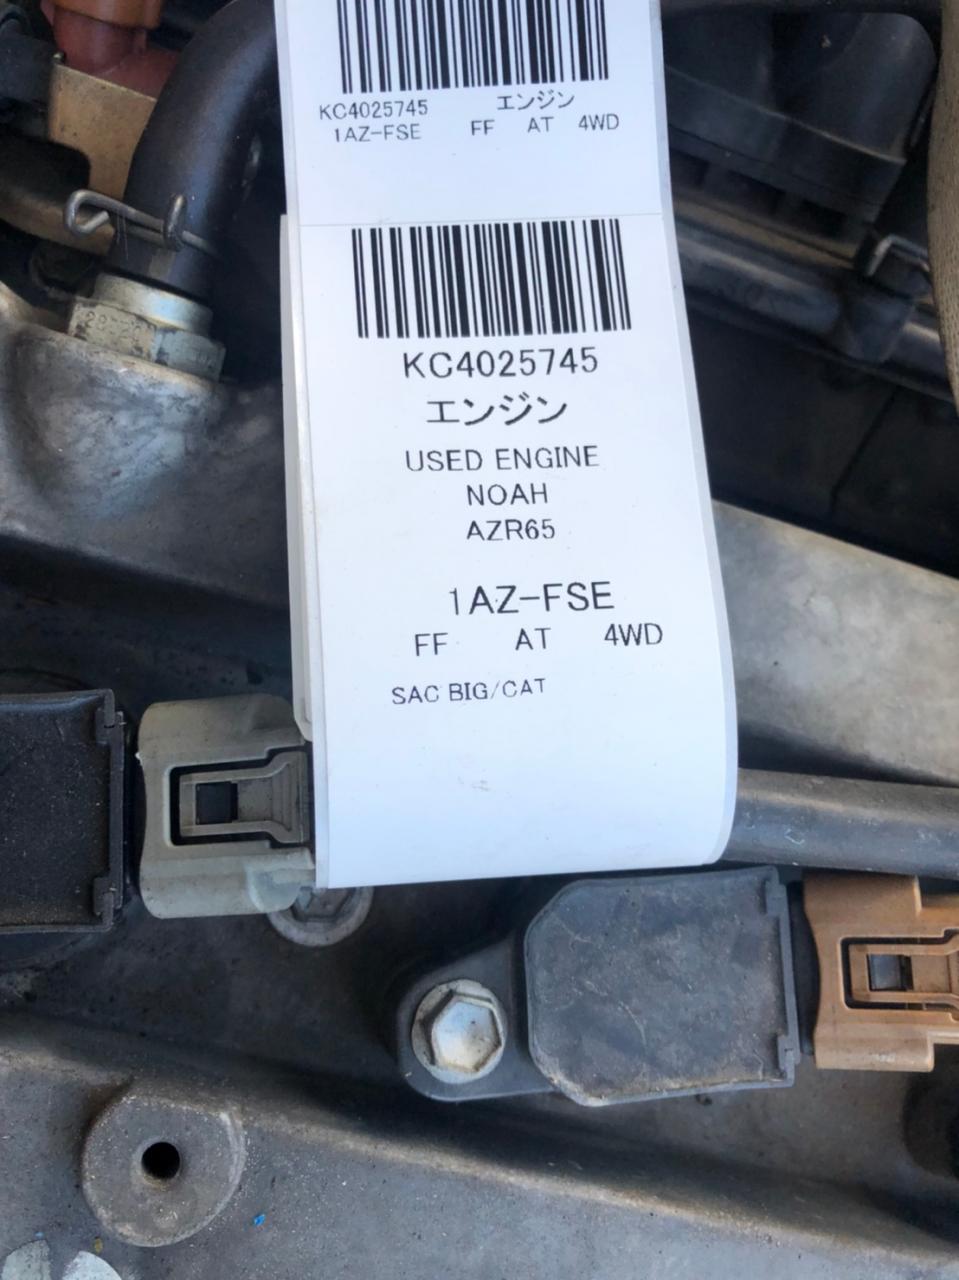 KC4025745 エンジン
1AZ-FSE FF AT 4WD
KC4025745
エンジン
USED ENGINE
NOAH
AZR65
1AZ-FSE
FF AT 4WD
SAC BIG/CAT